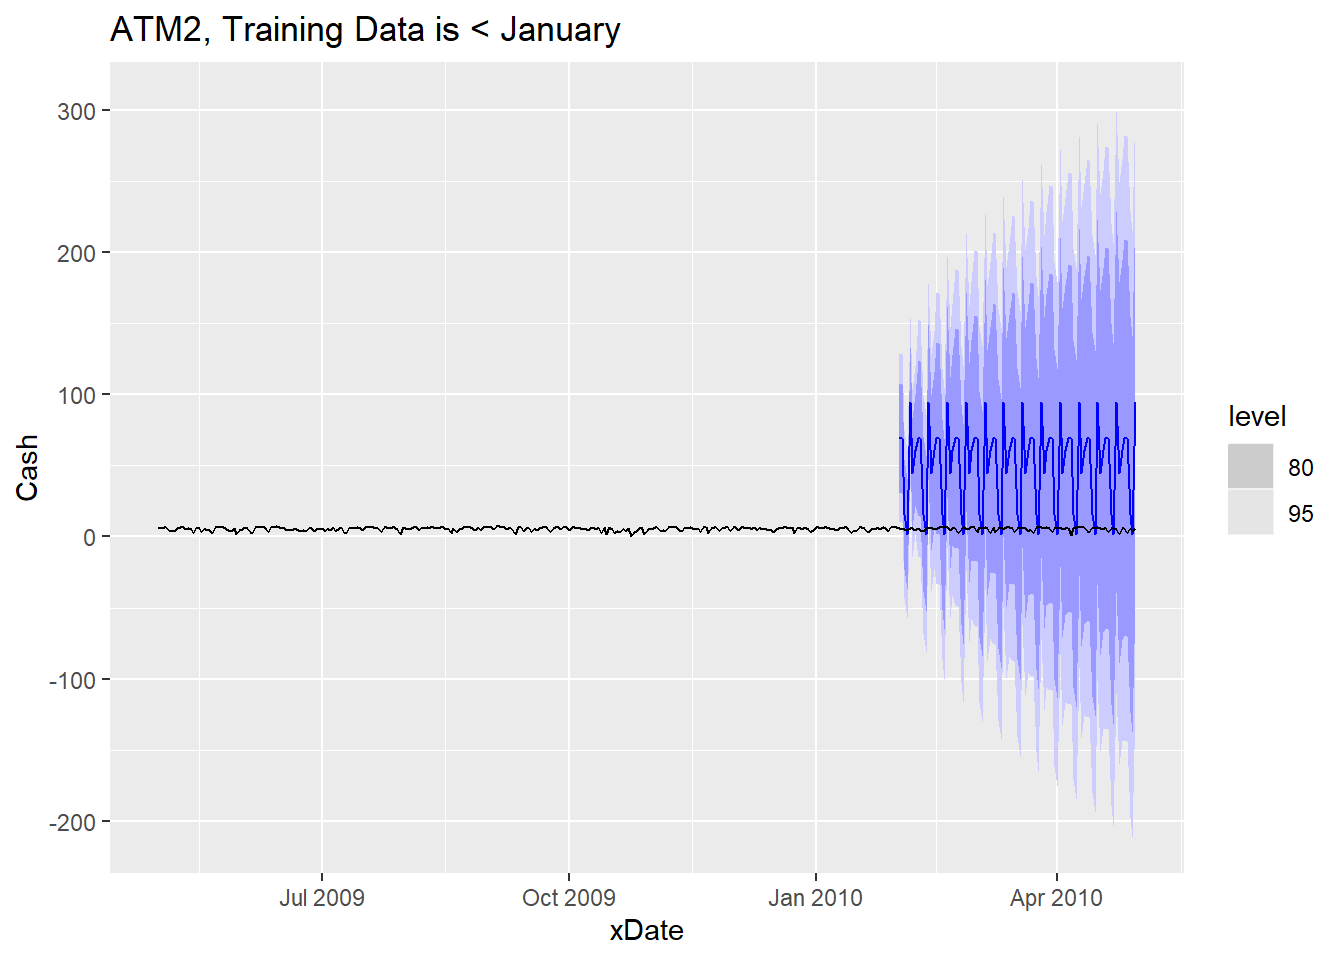 ATM2, Training Data is < January
300
200
100
0
-100
-200
Cash
Jul 2009
Oct 2009
Jan 2010
Apr 2010
xDate
level
80
95